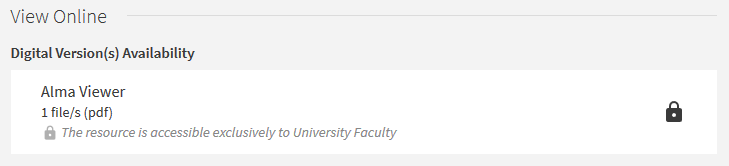 View Online
Digital Version(s) Availability
Alma Viewer
1 file/s (pdf)
The resource is accessible exclusively to University Faculty